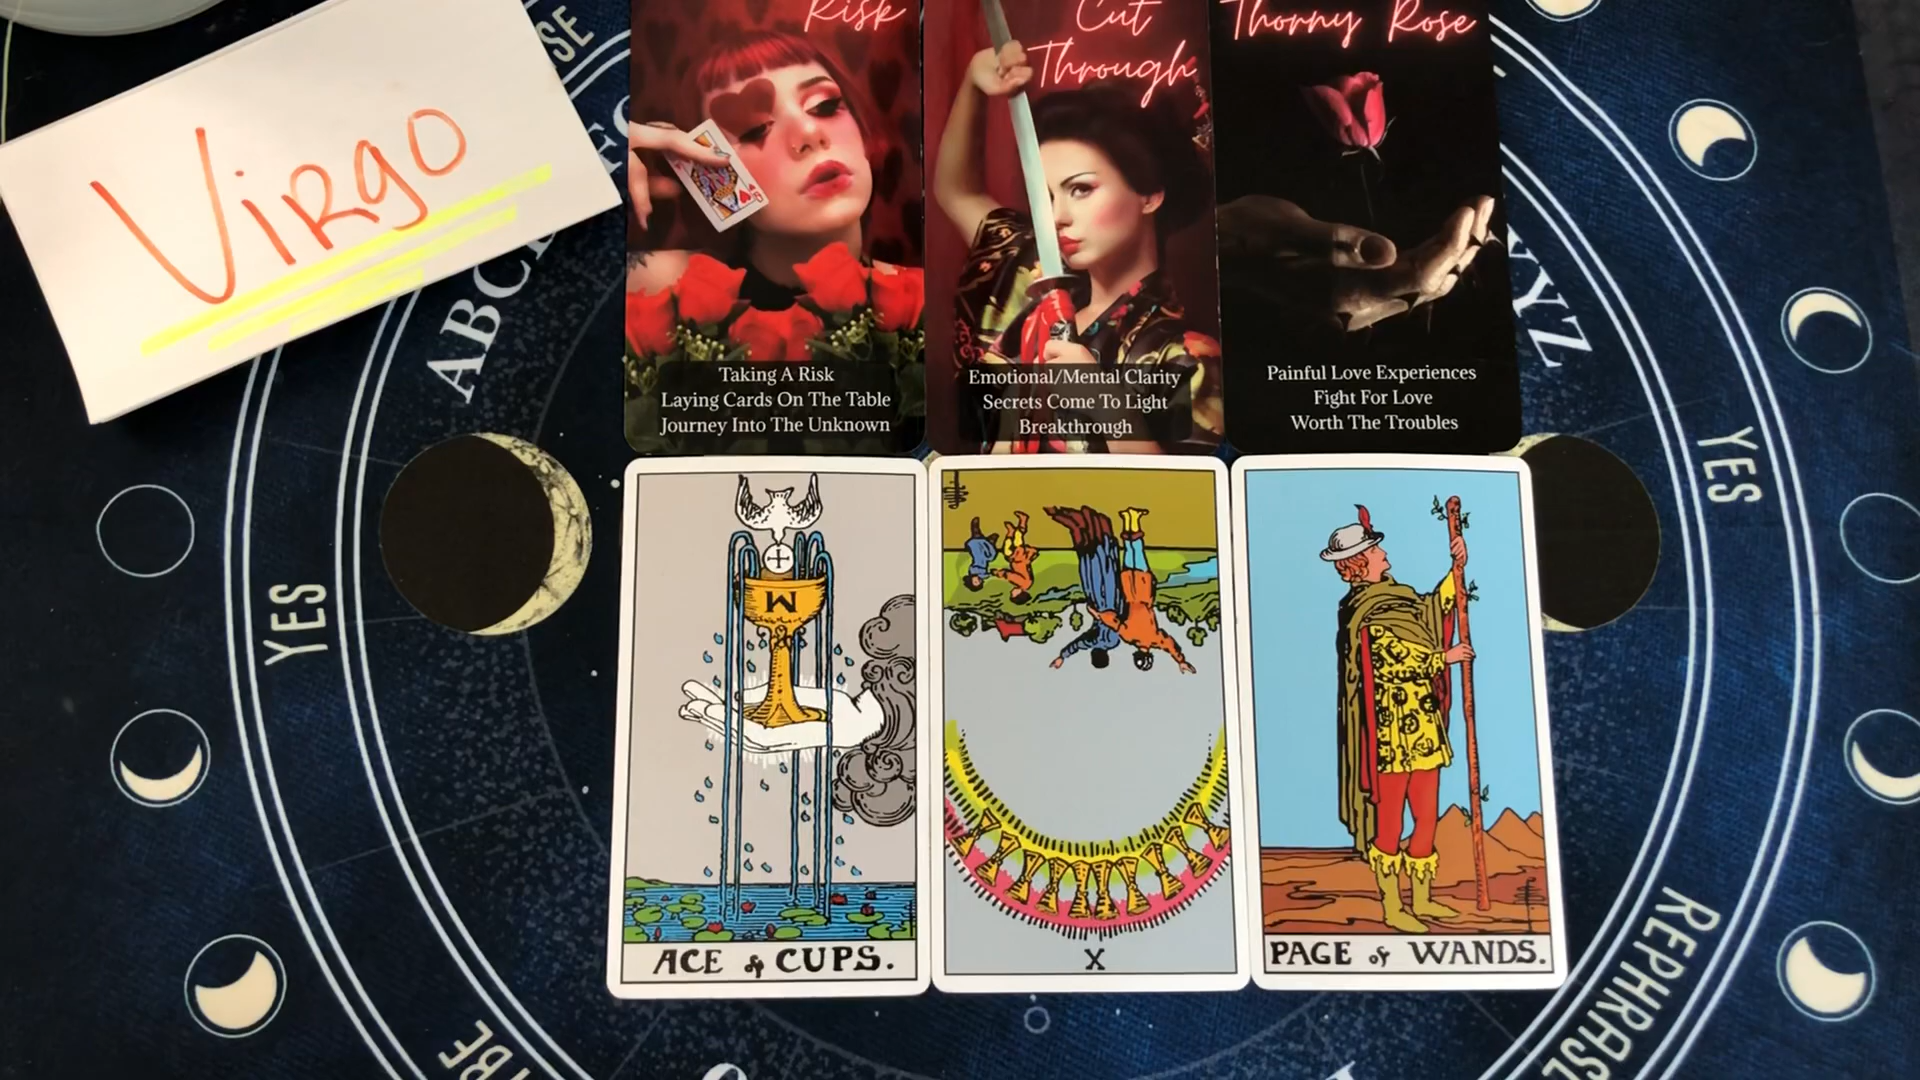 Virgo
Risk
Taking A Risk
Laying Cards On The Table
Journey Into The Unknown
Cut
Through
Emotional/Mental Clarity
Secrets Come To Light
Breakthrough
Thorny Rose
Painful Love Experiences
Fight For Love
Worth The Troubles
ACE of CUPS.
X
PAGE of WANDS.
YES
YES
REPHRASE
ABC
XYZ